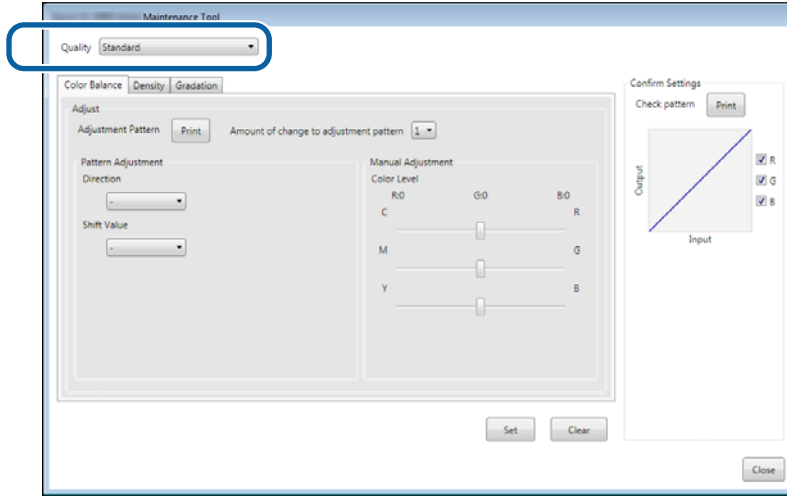 Maintenance Tool
Quality Standard
Color Balance Density Gradation
Adjust
Adjustment Pattern Print Amount of change to adjustment pattern 1
Pattern Adjustment
Direction
-
Shift Value
-
Manual Adjustment
Color Level
R:0 G:0 B:0
C R
M G
Y B
Set Clear
Confirm Settings
Check pattern Print
Output
Input
R
G
B
Close